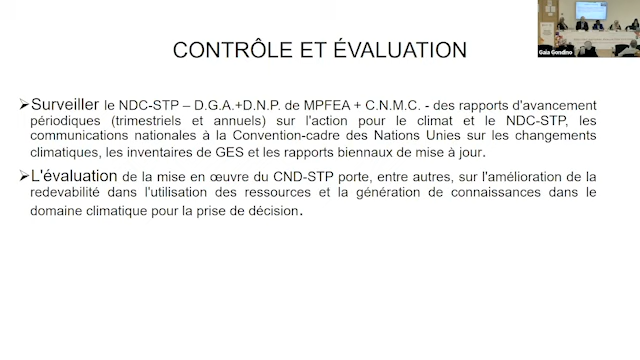 CONTRÔLE ET ÉVALUATION
➢Surveiller le NDC-STP – D.G.A.+D.N.P. de MPFEA + C.N.M.C. - des rapports d'avancement
périodiques (trimestriels et annuels) sur l'action pour le climat et le NDC-STP, les
communications nationales à la Convention-cadre des Nations Unies sur les changements
climatiques, les inventaires de GES et les rapports biennaux de mise à jour.
➢L'évaluation de la mise en œuvre du CND-STP porte, entre autres, sur l'amélioration de la
redevabilité dans l'utilisation des ressources et la génération de connaissances dans le
domaine climatique pour la prise de décision.
Gaia Gondino